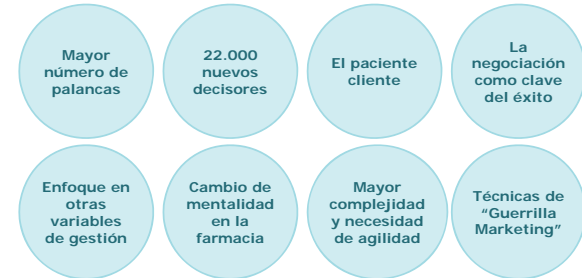 Mayor
número de
palancas
22.000
nuevos
decisores
El paciente
cliente
La
negociación
como clave
del éxito
Enfoque en
otras
variables
de gestión
Cambio de
mentalidad
en la
farmacia
Mayor
complejidad
y necesidad
de agilidad
Técnicas de
“Guerrilla
Marketing”